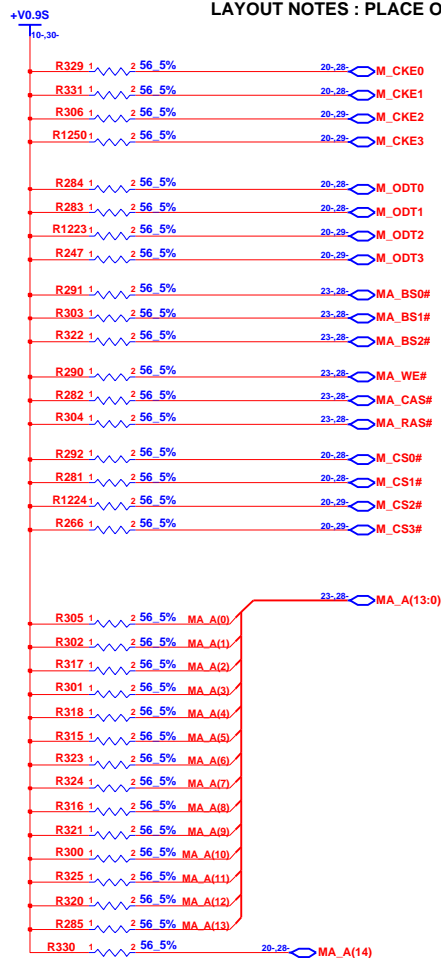 LAYOUT NOTES : PLACE O
+V0.9S
10-,30-
R329 1 2 56_5% 20-,28- M_CKE0
R331 1 2 56_5% 20-,28- M_CKE1
R306 1 2 56_5% 20-,29- M_CKE2
R1250 1 2 56_5% 20-,29- M_CKE3
R284 1 2 56_5% 20-,28- M_ODT0
R283 1 2 56_5% 20-,28- M_ODT1
R1223 1 2 56_5% 20-,29- M_ODT2
R247 1 2 56_5% 20-,29- M_ODT3
R291 1 2 56_5% 23-,28- MA_BS0#
R303 1 2 56_5% 23-,28- MA_BS1#
R322 1 2 56_5% 23-,28- MA_BS2#
R290 1 2 56_5% 23-,28- MA_WE#
R282 1 2 56_5% 23-,28- MA_CAS#
R304 1 2 56_5% 23-,28- MA_RAS#
R292 1 2 56_5% 20-,28- M_CS0#
R281 1 2 56_5% 20-,28- M_CS1#
R1224 1 2 56_5% 20-,29- M_CS2#
R266 1 2 56_5% 20-,29- M_CS3#
23-,28- MA_A(13:0)
R305 1 2 56_5% MA_A(0)
R302 1 2 56_5% MA_A(1)
R317 1 2 56_5% MA_A(2)
R301 1 2 56_5% MA_A(3)
R318 1 2 56_5% MA_A(4)
R315 1 2 56_5% MA_A(5)
R323 1 2 56_5% MA_A(6)
R324 1 2 56_5% MA_A(7)
R316 1 2 56_5% MA_A(8)
R321 1 2 56_5% MA_A(9)
R300 1 2 56_5% MA_A(10)
R325 1 2 56_5% MA_A(11)
R320 1 2 56_5% MA_A(12)
R285 1 2 56_5% MA_A(13)
R330 1 2 56_5% 20-,28- MA_A(14)